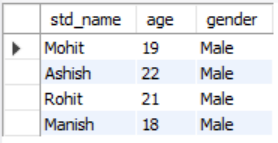 std_name age gender
Mohit 19 Male
Ashish 22 Male
Rohit 21 Male
Manish 18 Male